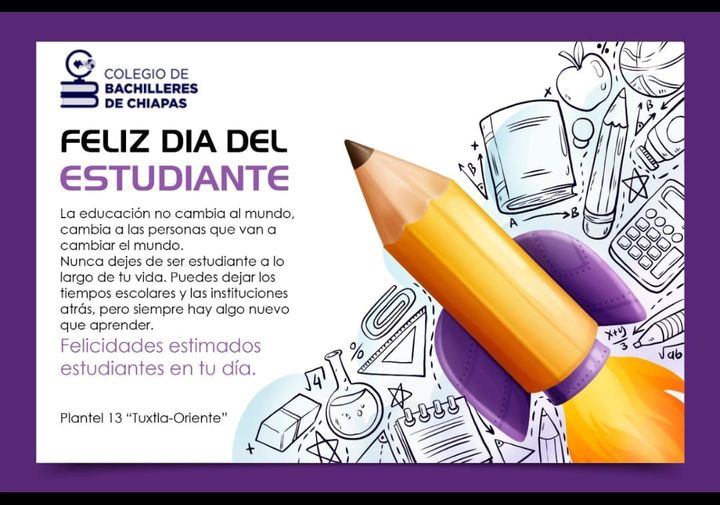 COLEGIO DE
BACHILLERES
DE CHIAPAS
FELIZ DIA DEL
ESTUDIANTE
La educación no cambia al mundo,
cambia a las personas que van a
cambiar el mundo.
Nunca dejes de ser estudiante a lo
largo de tu vida. Puedes dejar los
tiempos escolares y las instituciones
atrás, pero siempre hay algo nuevo
que aprender.
Felicidades estimados
estudiantes en tu día.
Plantel 13 “Tuxtla-Oriente”
A
B
B
A
x+y/3
√ab
%
√4